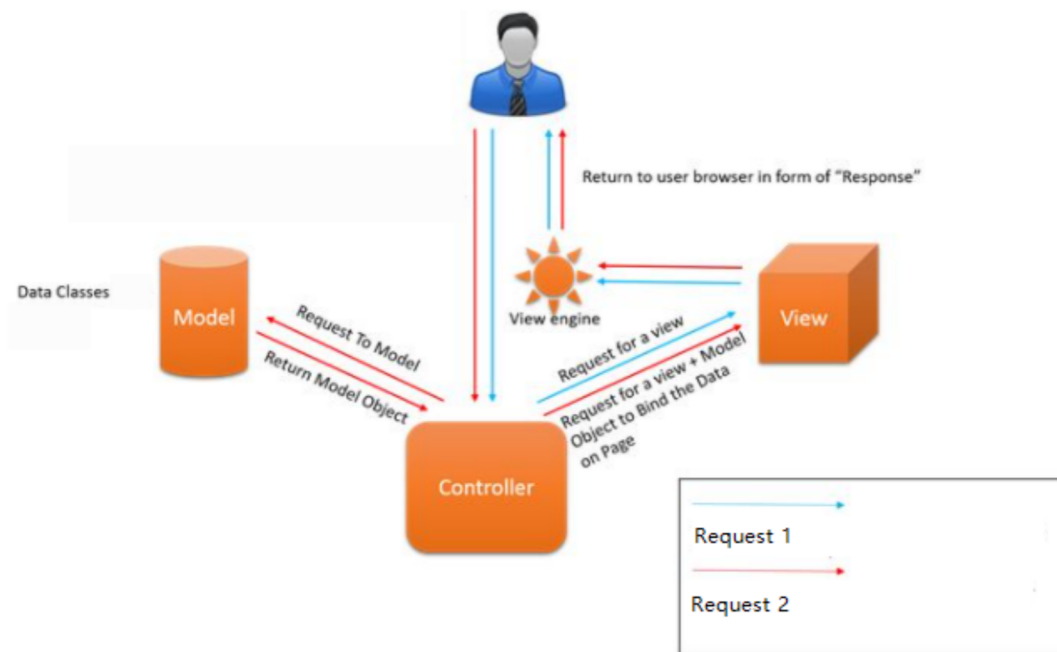 Return to user browser in form of “Response”
Data Classes
Model
View engine
View
Request To Model
Return Model Object
Request for a view
Request for a view + Model
Object to Bind the Data
on Page
Controller
Request 1
Request 2